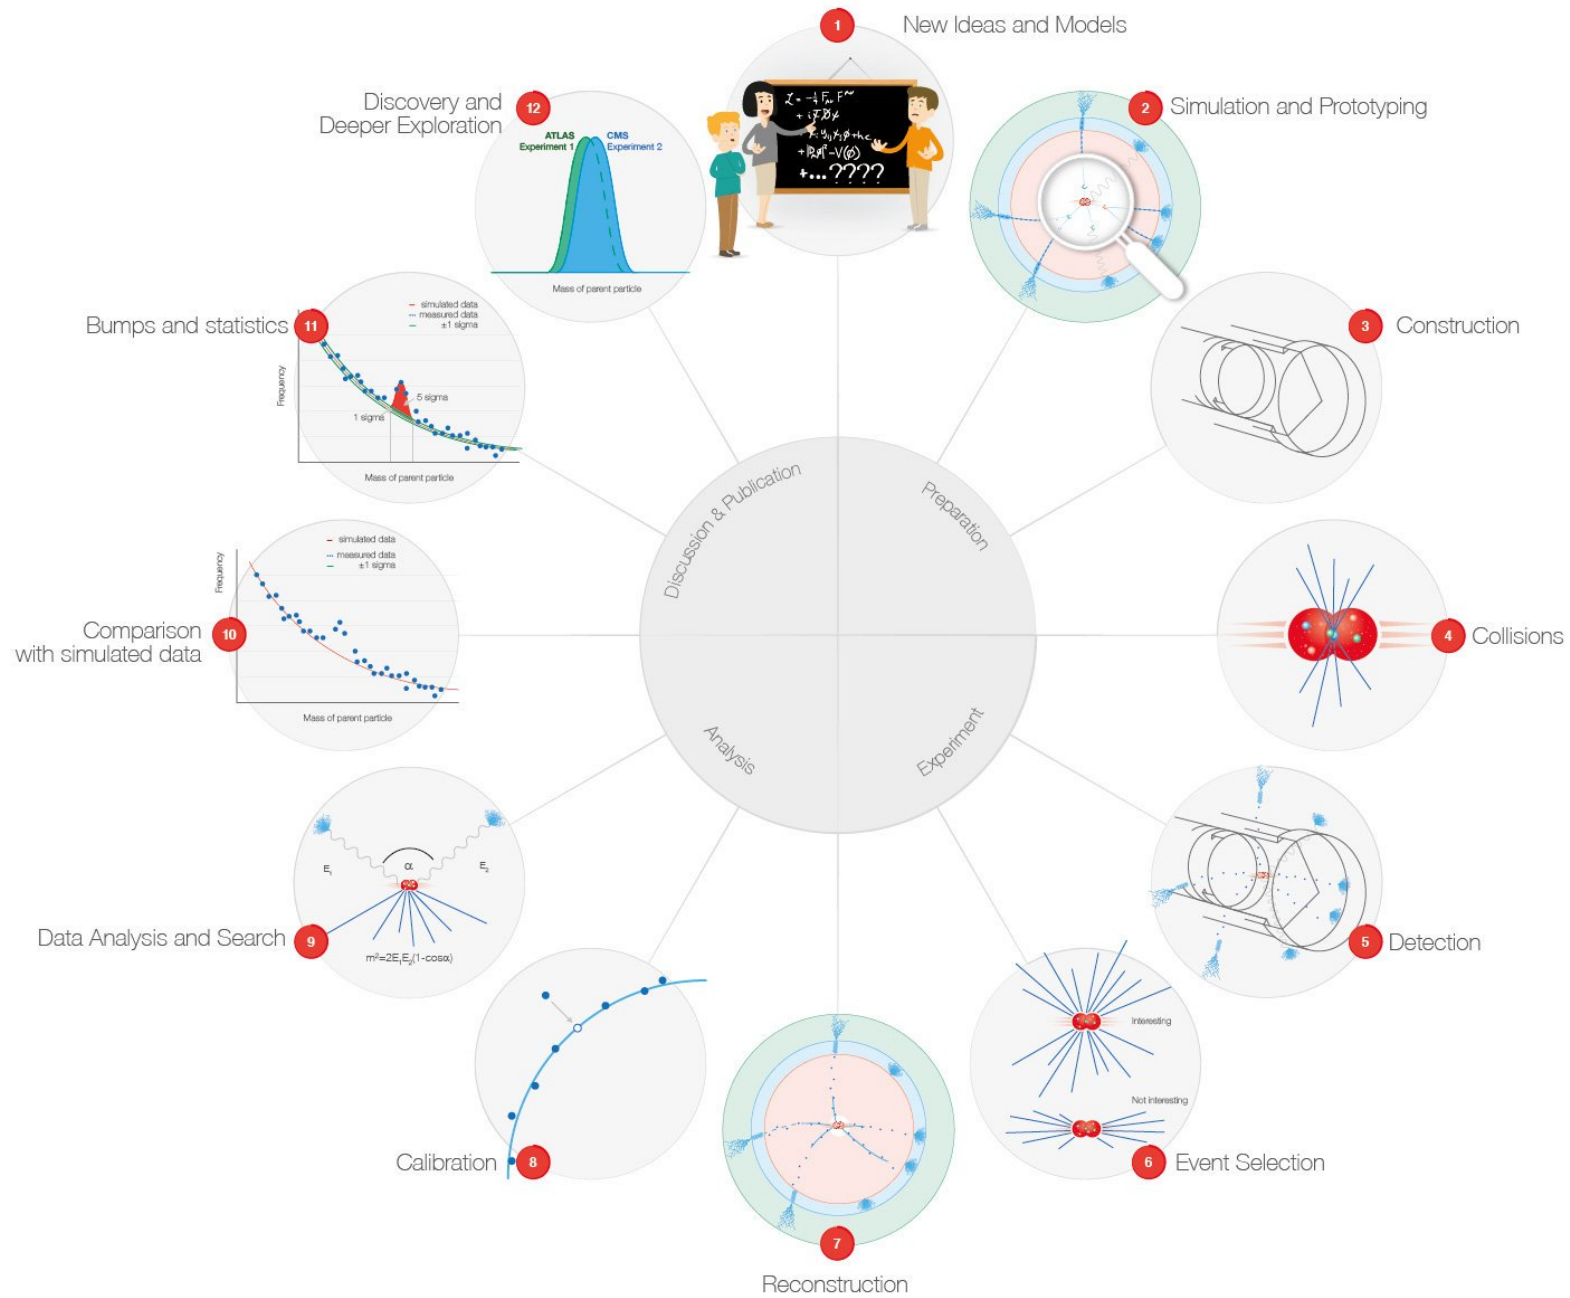 1
New Ideas and Models
+...????
2
Simulation and Prototyping
3
Construction
4
Collisions
5
Detection
6
Event Selection
Interesting
Not interesting
7
Reconstruction
8
Calibration
9
Data Analysis and Search
E₁
α
E₂
m²=2E₁E₂(1-cosα)
10
Comparison
with simulated data
simulated data
measured data
±1 sigma
Frequency
Mass of parent particle
11
Bumps and statistics
simulated data
measured data
±1 sigma
Frequency
5 sigma
1 sigma
Mass of parent particle
12
Discovery and
Deeper Exploration
ATLAS
Experiment 1
CMS
Experiment 2
Mass of parent particle
Discussion & Publication
Preparation
Analysis
Experiment